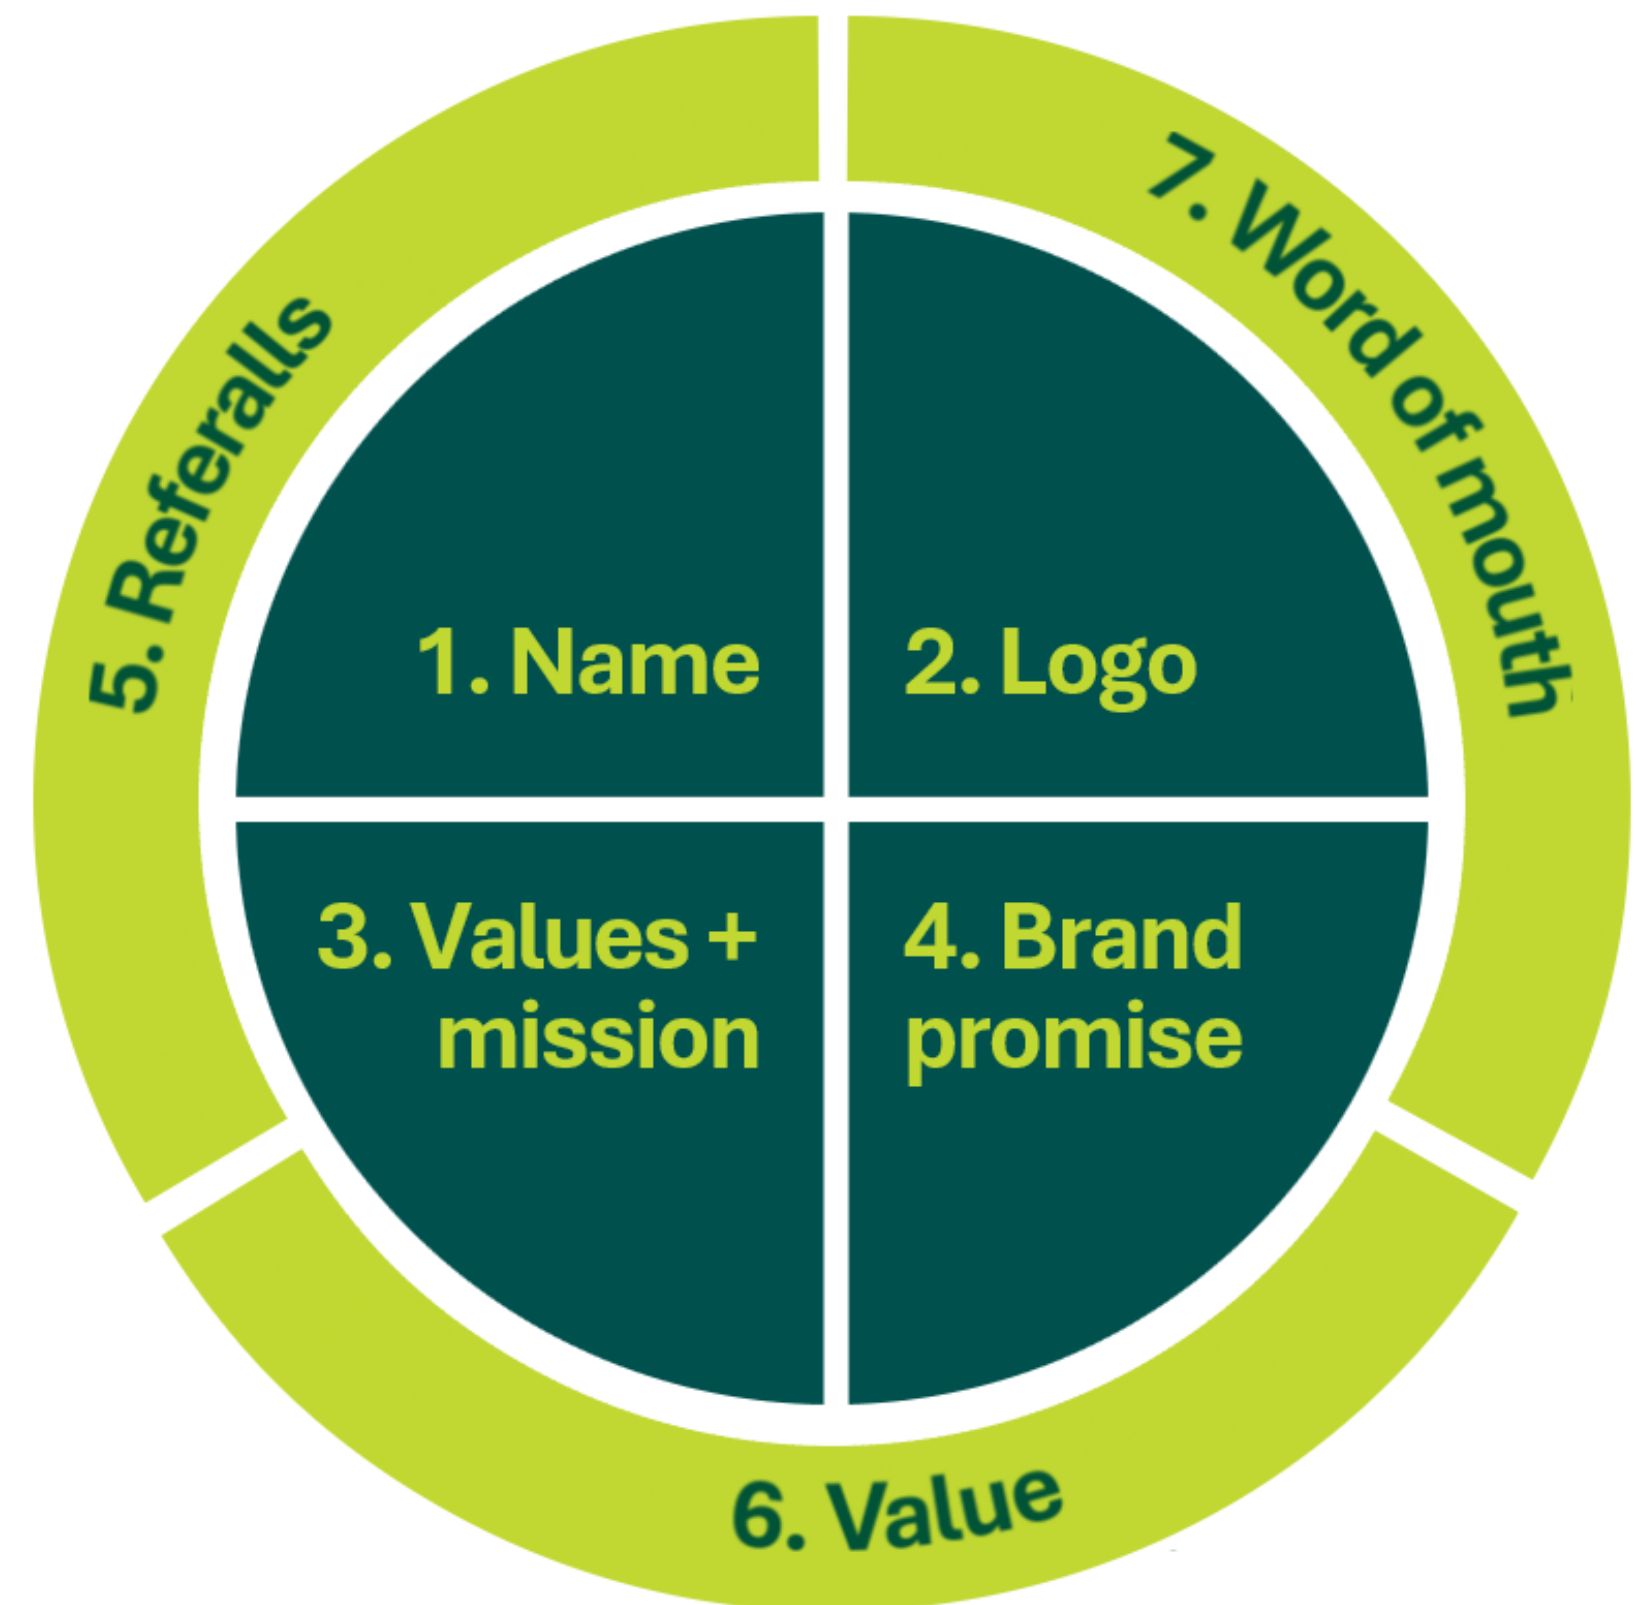 1. Name
2. Logo
3. Values +
mission
4. Brand
promise
5. Referalls
6. Value
7. Word of mouth